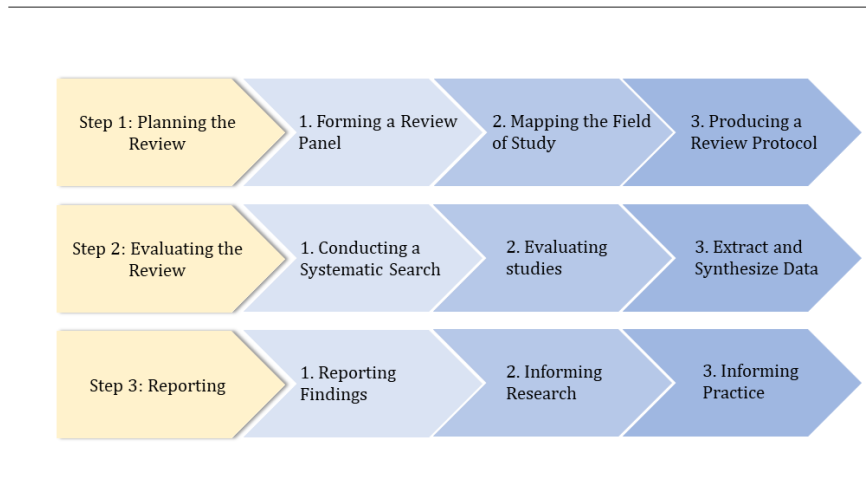 Step 1: Planning the
Review
1. Forming a Review
Panel
2. Mapping the Field
of Study
3. Producing a
Review Protocol
Step 2: Evaluating the
Review
1. Conducting a
Systematic Search
2. Evaluating
studies
3. Extract and
Synthesize Data
Step 3: Reporting
1. Reporting
Findings
2. Informing
Research
3. Informing
Practice